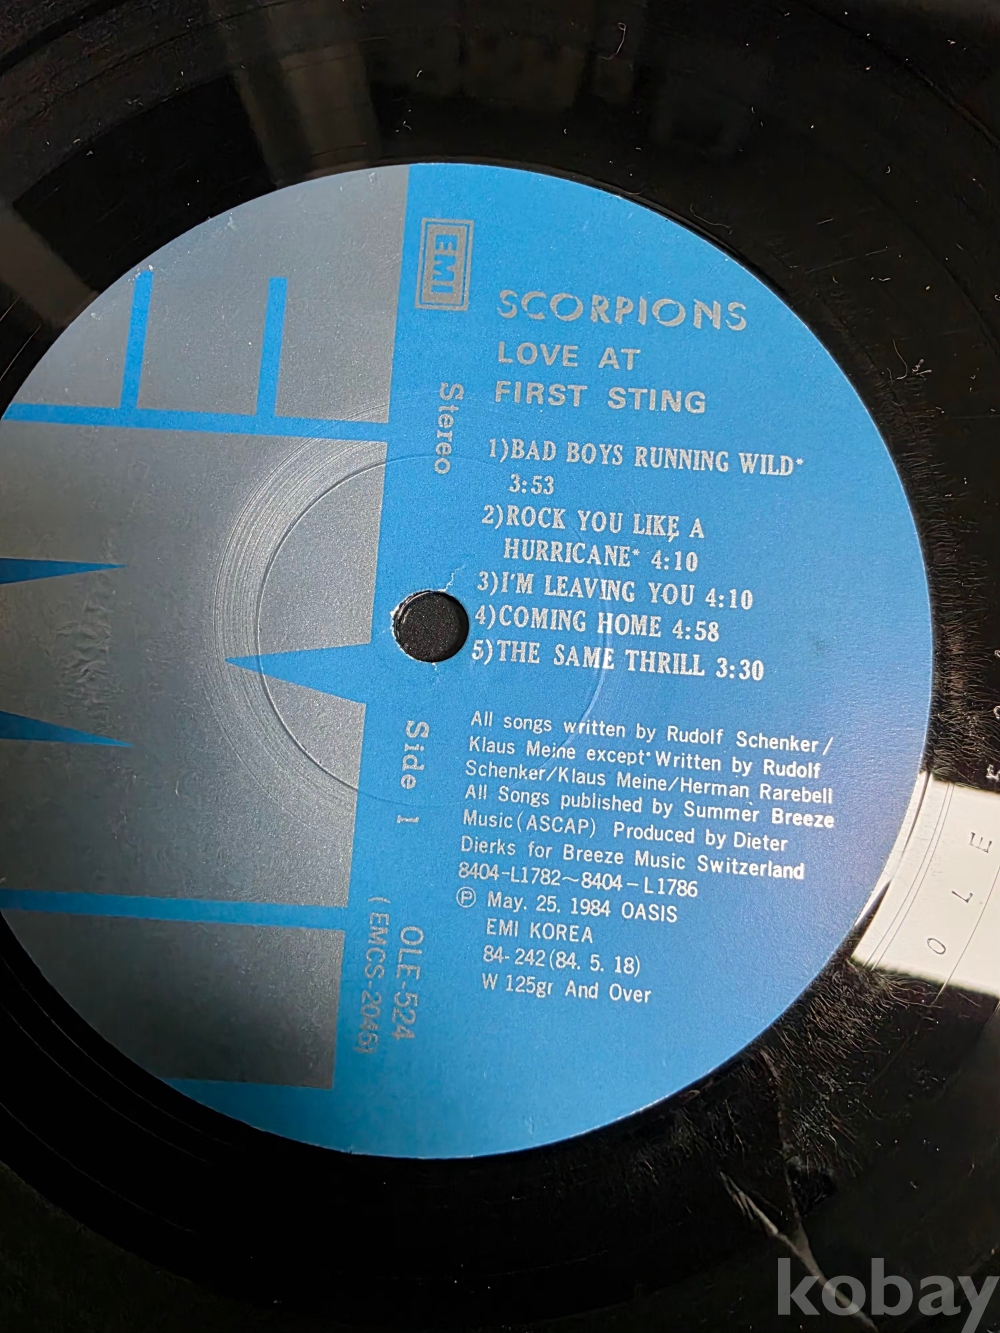 EMI
SCORPIONS
LOVE AT
FIRST STING
Stereo
1)BAD BOYS RUNNING WILD*
3:53
2)ROCK YOU LIKE A
HURRICANE* 4:10
3)I'M LEAVING YOU 4:10
4)COMING HOME 4:58
5)THE SAME THRILL 3:30
Side 1
All songs written by Rudolf Schenker/
Klaus Meine except*Written by Rudolf
Schenker/Klaus Meine/Herman Rarebell
All Songs published by Summer Breeze
Music(ASCAP) Produced by Dieter
Dierks for Breeze Music Switzerland
8404-L1782~8404-L1786
Ⓟ May. 25. 1984 OASIS
EMI KOREA
84-242(84. 5. 18)
W 125gr And Over
OLE-524
(EMCS-2046)
OLE
kobay